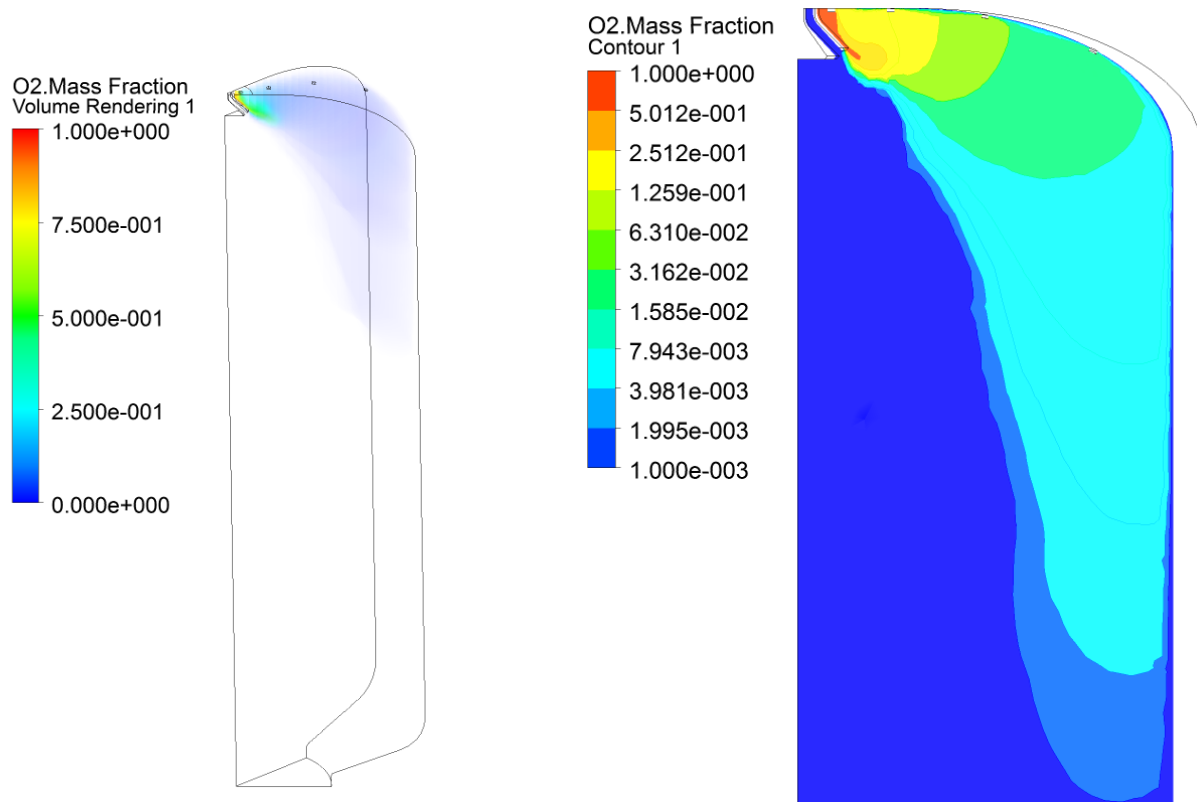 O2.Mass Fraction
Volume Rendering 1
1.000e+000
7.500e-001
5.000e-001
2.500e-001
0.000e+000
O2.Mass Fraction
Contour 1
1.000e+000
5.012e-001
2.512e-001
1.259e-001
6.310e-002
3.162e-002
1.585e-002
7.943e-003
3.981e-003
1.995e-003
1.000e-003